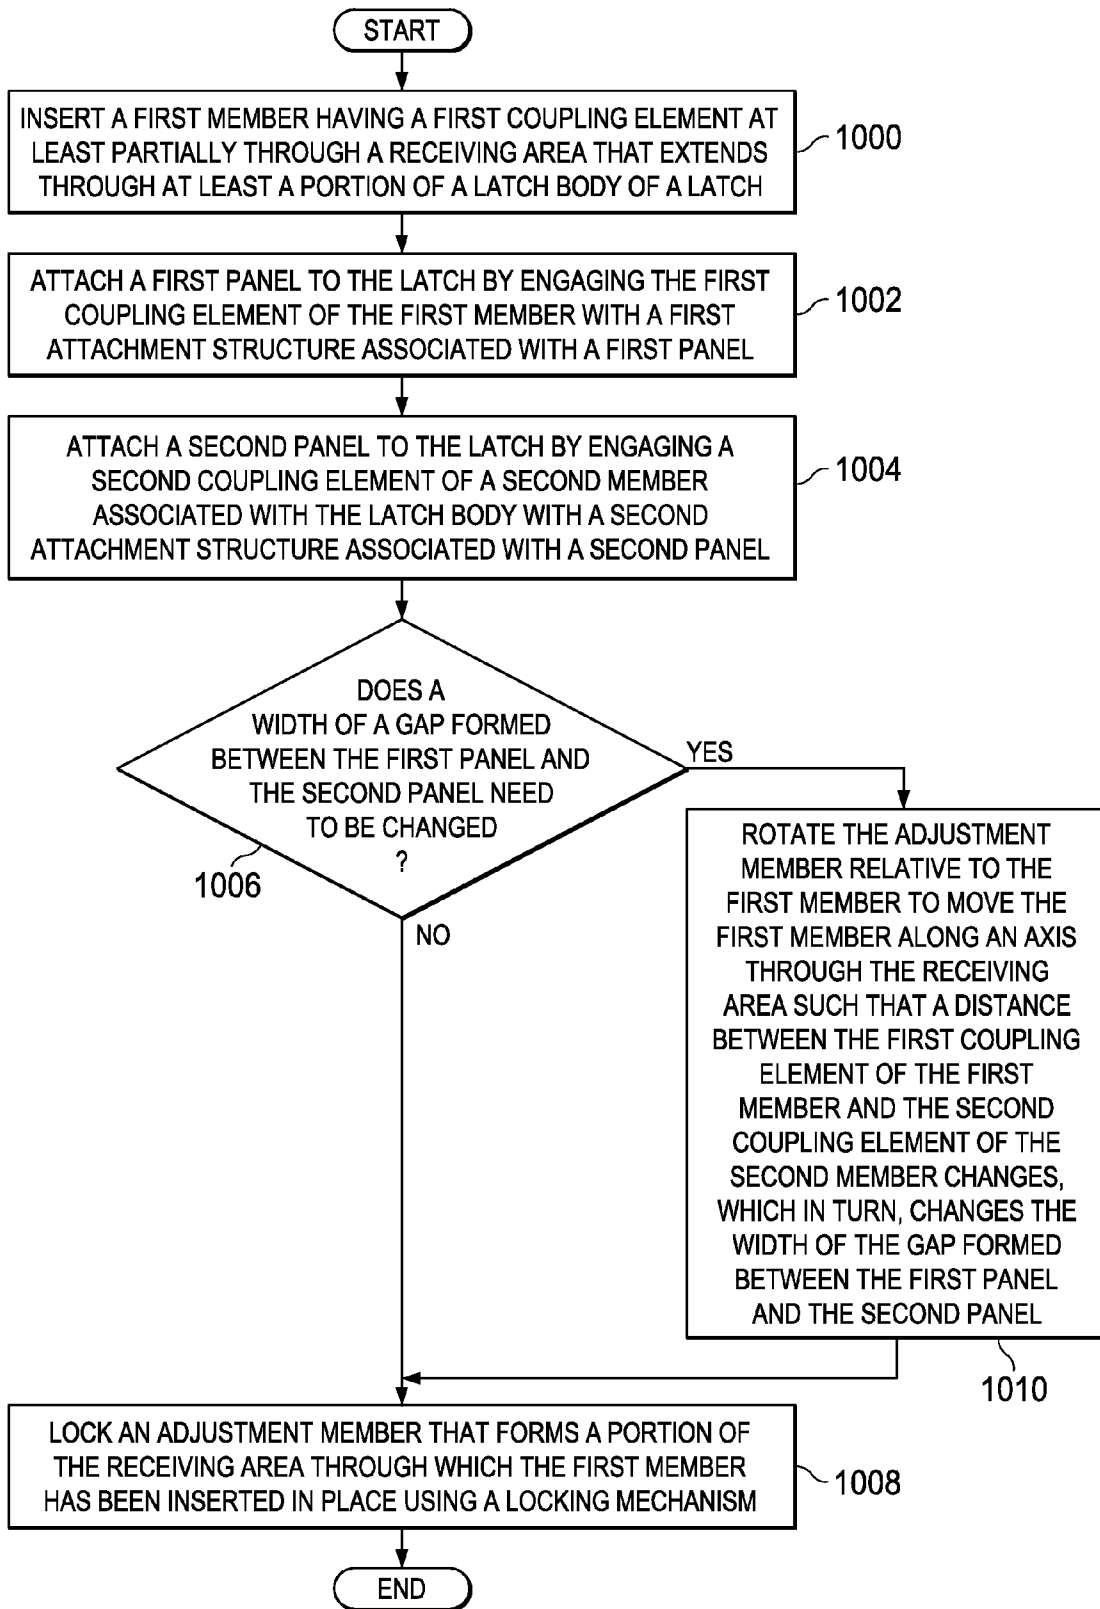 START
INSERT A FIRST MEMBER HAVING A FIRST COUPLING ELEMENT AT
LEAST PARTIALLY THROUGH A RECEIVING AREA THAT EXTENDS
THROUGH AT LEAST A PORTION OF A LATCH BODY OF A LATCH
1000
ATTACH A FIRST PANEL TO THE LATCH BY ENGAGING THE FIRST
COUPLING ELEMENT OF THE FIRST MEMBER WITH A FIRST
ATTACHMENT STRUCTURE ASSOCIATED WITH A FIRST PANEL
1002
ATTACH A SECOND PANEL TO THE LATCH BY ENGAGING A
SECOND COUPLING ELEMENT OF A SECOND MEMBER
ASSOCIATED WITH THE LATCH BODY WITH A SECOND
ATTACHMENT STRUCTURE ASSOCIATED WITH A SECOND PANEL
1004
DOES A
WIDTH OF A GAP FORMED
BETWEEN THE FIRST PANEL AND
THE SECOND PANEL NEED
TO BE CHANGED
?
1006
YES
NO
ROTATE THE ADJUSTMENT
MEMBER RELATIVE TO THE
FIRST MEMBER TO MOVE THE
FIRST MEMBER ALONG AN AXIS
THROUGH THE RECEIVING
AREA SUCH THAT A DISTANCE
BETWEEN THE FIRST COUPLING
ELEMENT OF THE FIRST
MEMBER AND THE SECOND
COUPLING ELEMENT OF THE
SECOND MEMBER CHANGES,
WHICH IN TURN, CHANGES THE
WIDTH OF THE GAP FORMED
BETWEEN THE FIRST PANEL
AND THE SECOND PANEL
1010
LOCK AN ADJUSTMENT MEMBER THAT FORMS A PORTION OF
THE RECEIVING AREA THROUGH WHICH THE FIRST MEMBER
HAS BEEN INSERTED IN PLACE USING A LOCKING MECHANISM
1008
END